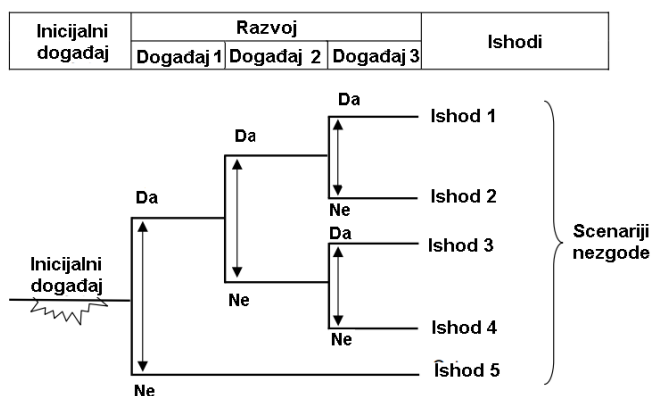 Inicijalni
događaj
Razvoj
Događaj 1
Događaj 2
Događaj 3
Ishodi
Da
Ishod 1
Da
Ishod 2
Ne
Da
Da
Ishod 3
Scenariji
nezgode
Inicijalni
događaj
Ne
Ishod 4
Ne
Ishod 5
Ne